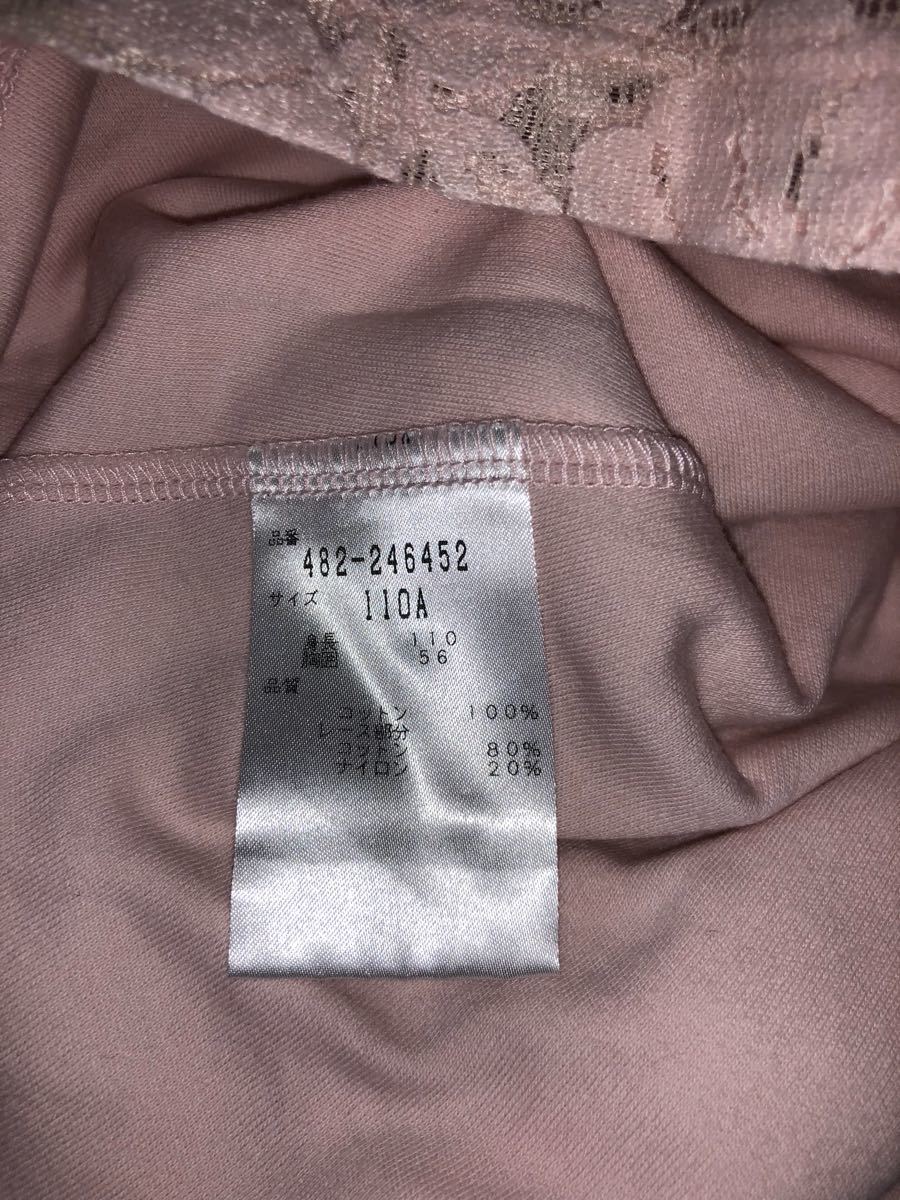 品番
482-246452
サイズ 110A
身長 110
胸囲 56
品質
コットン 100%
レース部分
コットン 80%
ナイロン 20%